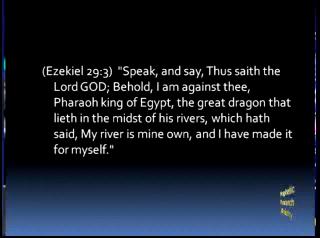 (Ezekiel 29:3)  "Speak, and say, Thus saith the
Lord GOD; Behold, I am against thee,
Pharaoh king of Egypt, the great dragon that
lieth in the midst of his rivers, which hath
said, My river is mine own, and I have made it
for myself."